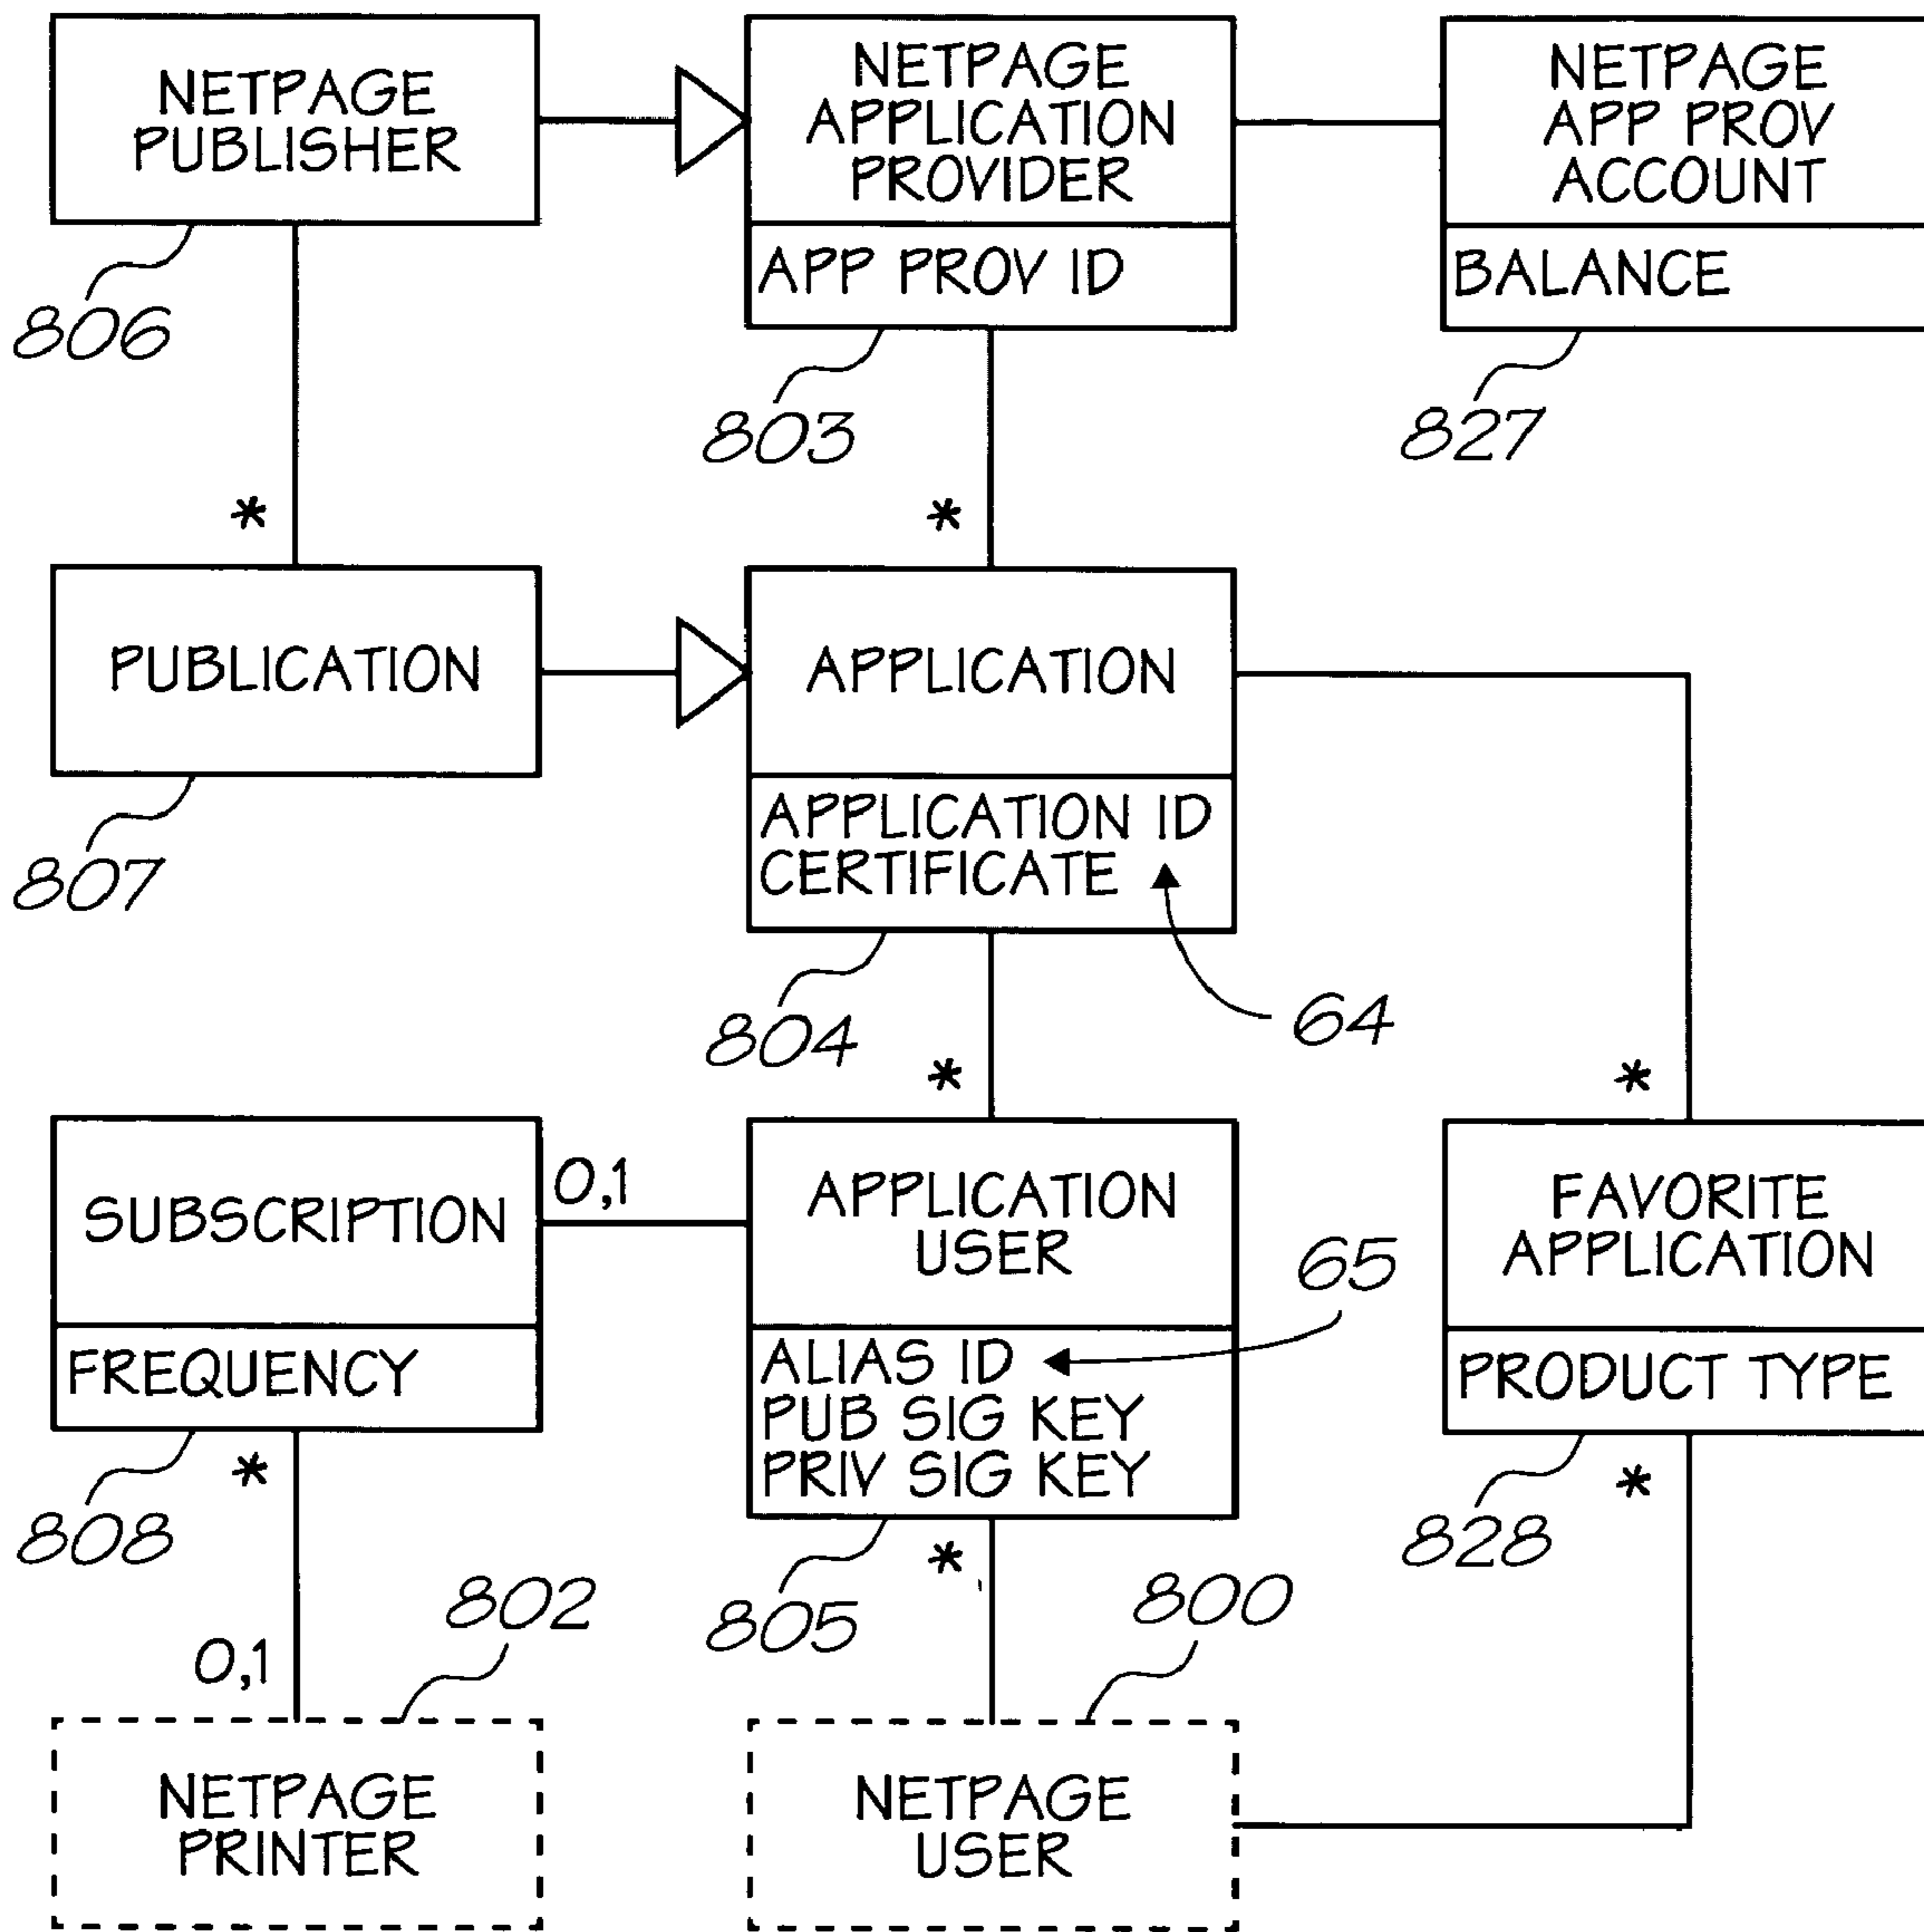 NETPAGE
PUBLISHER
806
NETPAGE
APPLICATION
PROVIDER
APP PROV ID
803
NETPAGE
APP PROV
ACCOUNT
BALANCE
827
*
*
PUBLICATION
807
APPLICATION
APPLICATION ID
CERTIFICATE
804
64
*
*
SUBSCRIPTION
FREQUENCY
808
0,1
APPLICATION
USER
ALIAS ID
PUB SIG KEY
PRIV SIG KEY
805
65
FAVORITE
APPLICATION
PRODUCT TYPE
828
*
*
*
0,1
802
800
NETPAGE
PRINTER
NETPAGE
USER